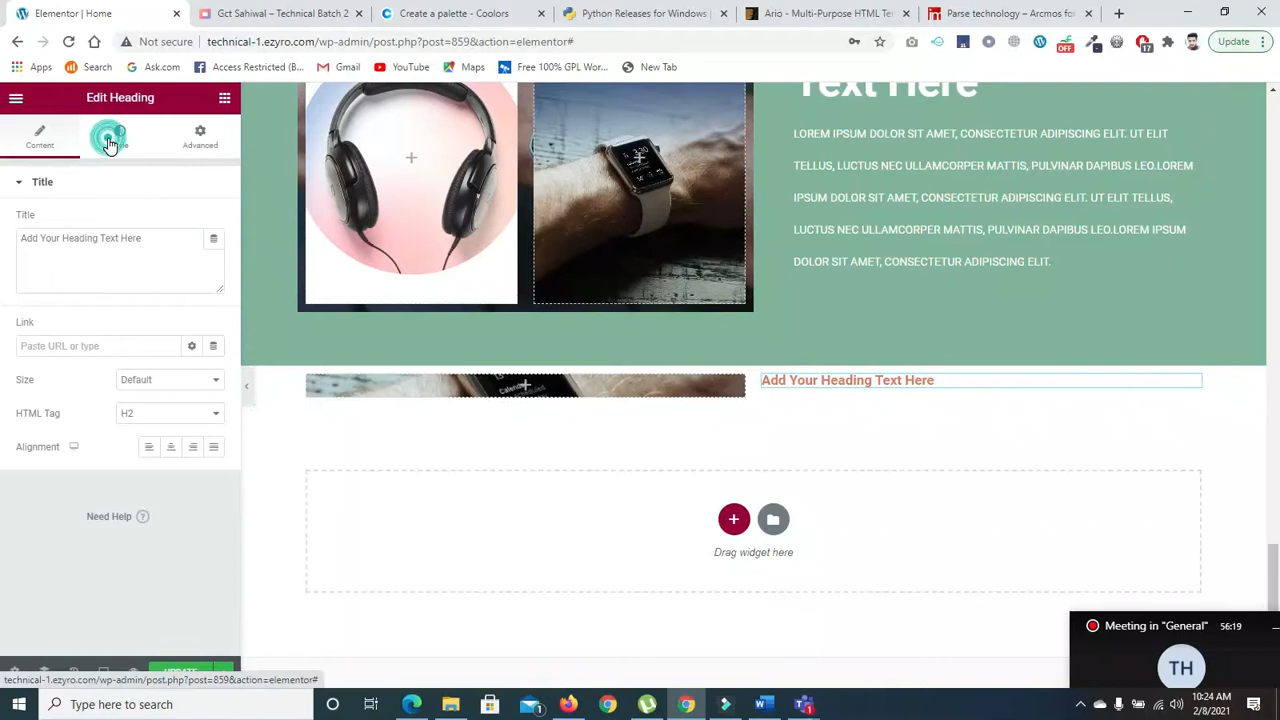 Elementor | WordPress
Gct Sahiwal – Technical Batch 2
Create a palette - Coolors
Python Releases for Windows
Ario - Multi-Purpose HTML Te
Parse technology – Arcmos fo
Not secure
technical-1.ezyro.com/wp-admin/post.php?post=859&action=elementor#
OFF
17
Update
Apps
Search
Ask.com
Access Restricted (B...
Gmail
YouTube
Maps
Free 100% GPL Wo...
New Tab
Edit Heading
Content
Advanced
Title
Title
Add Your Heading Text Here
Link
Paste URL or type
Size
Default
HTML Tag
H2
Alignment
Need Help
UPDATE
Text Here
LOREM IPSUM DOLOR SIT AMET, CONSECTETUR ADIPISCING ELIT. UT ELIT
TELLUS, LUCTUS NEC ULLAMCORPER MATTIS, PULVINAR DAPIBUS LEO.LOREM
IPSUM DOLOR SIT AMET, CONSECTETUR ADIPISCING ELIT. UT ELIT TELLUS,
LUCTUS NEC ULLAMCORPER MATTIS, PULVINAR DAPIBUS LEO.LOREM IPSUM
DOLOR SIT AMET, CONSECTETUR ADIPISCING ELIT.
Add Your Heading Text Here
Drag widget here
Meeting in "General"
56:19
TH
technical-1.ezyro.com/wp-admin/post.php?post=859&action=elementor#
Type here to search
10:24 AM
2/8/2021